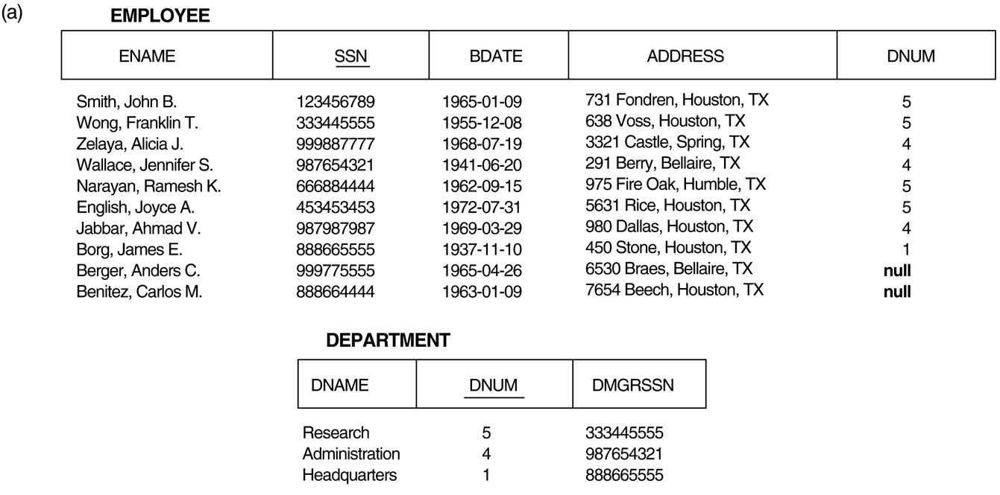 (a) EMPLOYEE
ENAME SSN BDATE ADDRESS DNUM
Smith, John B. 123456789 1965-01-09 731 Fondren, Houston, TX 5
Wong, Franklin T. 333445555 1955-12-08 638 Voss, Houston, TX 5
Zelaya, Alicia J. 999887777 1968-07-19 3321 Castle, Spring, TX 4
Wallace, Jennifer S. 987654321 1941-06-20 291 Berry, Bellaire, TX 4
Narayan, Ramesh K. 666884444 1962-09-15 975 Fire Oak, Humble, TX 5
English, Joyce A. 453453453 1972-07-31 5631 Rice, Houston, TX 5
Jabbar, Ahmad V. 987987987 1969-03-29 980 Dallas, Houston, TX 4
Borg, James E. 888665555 1937-11-10 450 Stone, Houston, TX 1
Berger, Anders C. 999775555 1965-04-26 6530 Braes, Bellaire, TX null
Benitez, Carlos M. 888664444 1963-01-09 7654 Beech, Houston, TX null
DEPARTMENT
DNAME DNUM DMGRSSN
Research 5 333445555
Administration 4 987654321
Headquarters 1 888665555